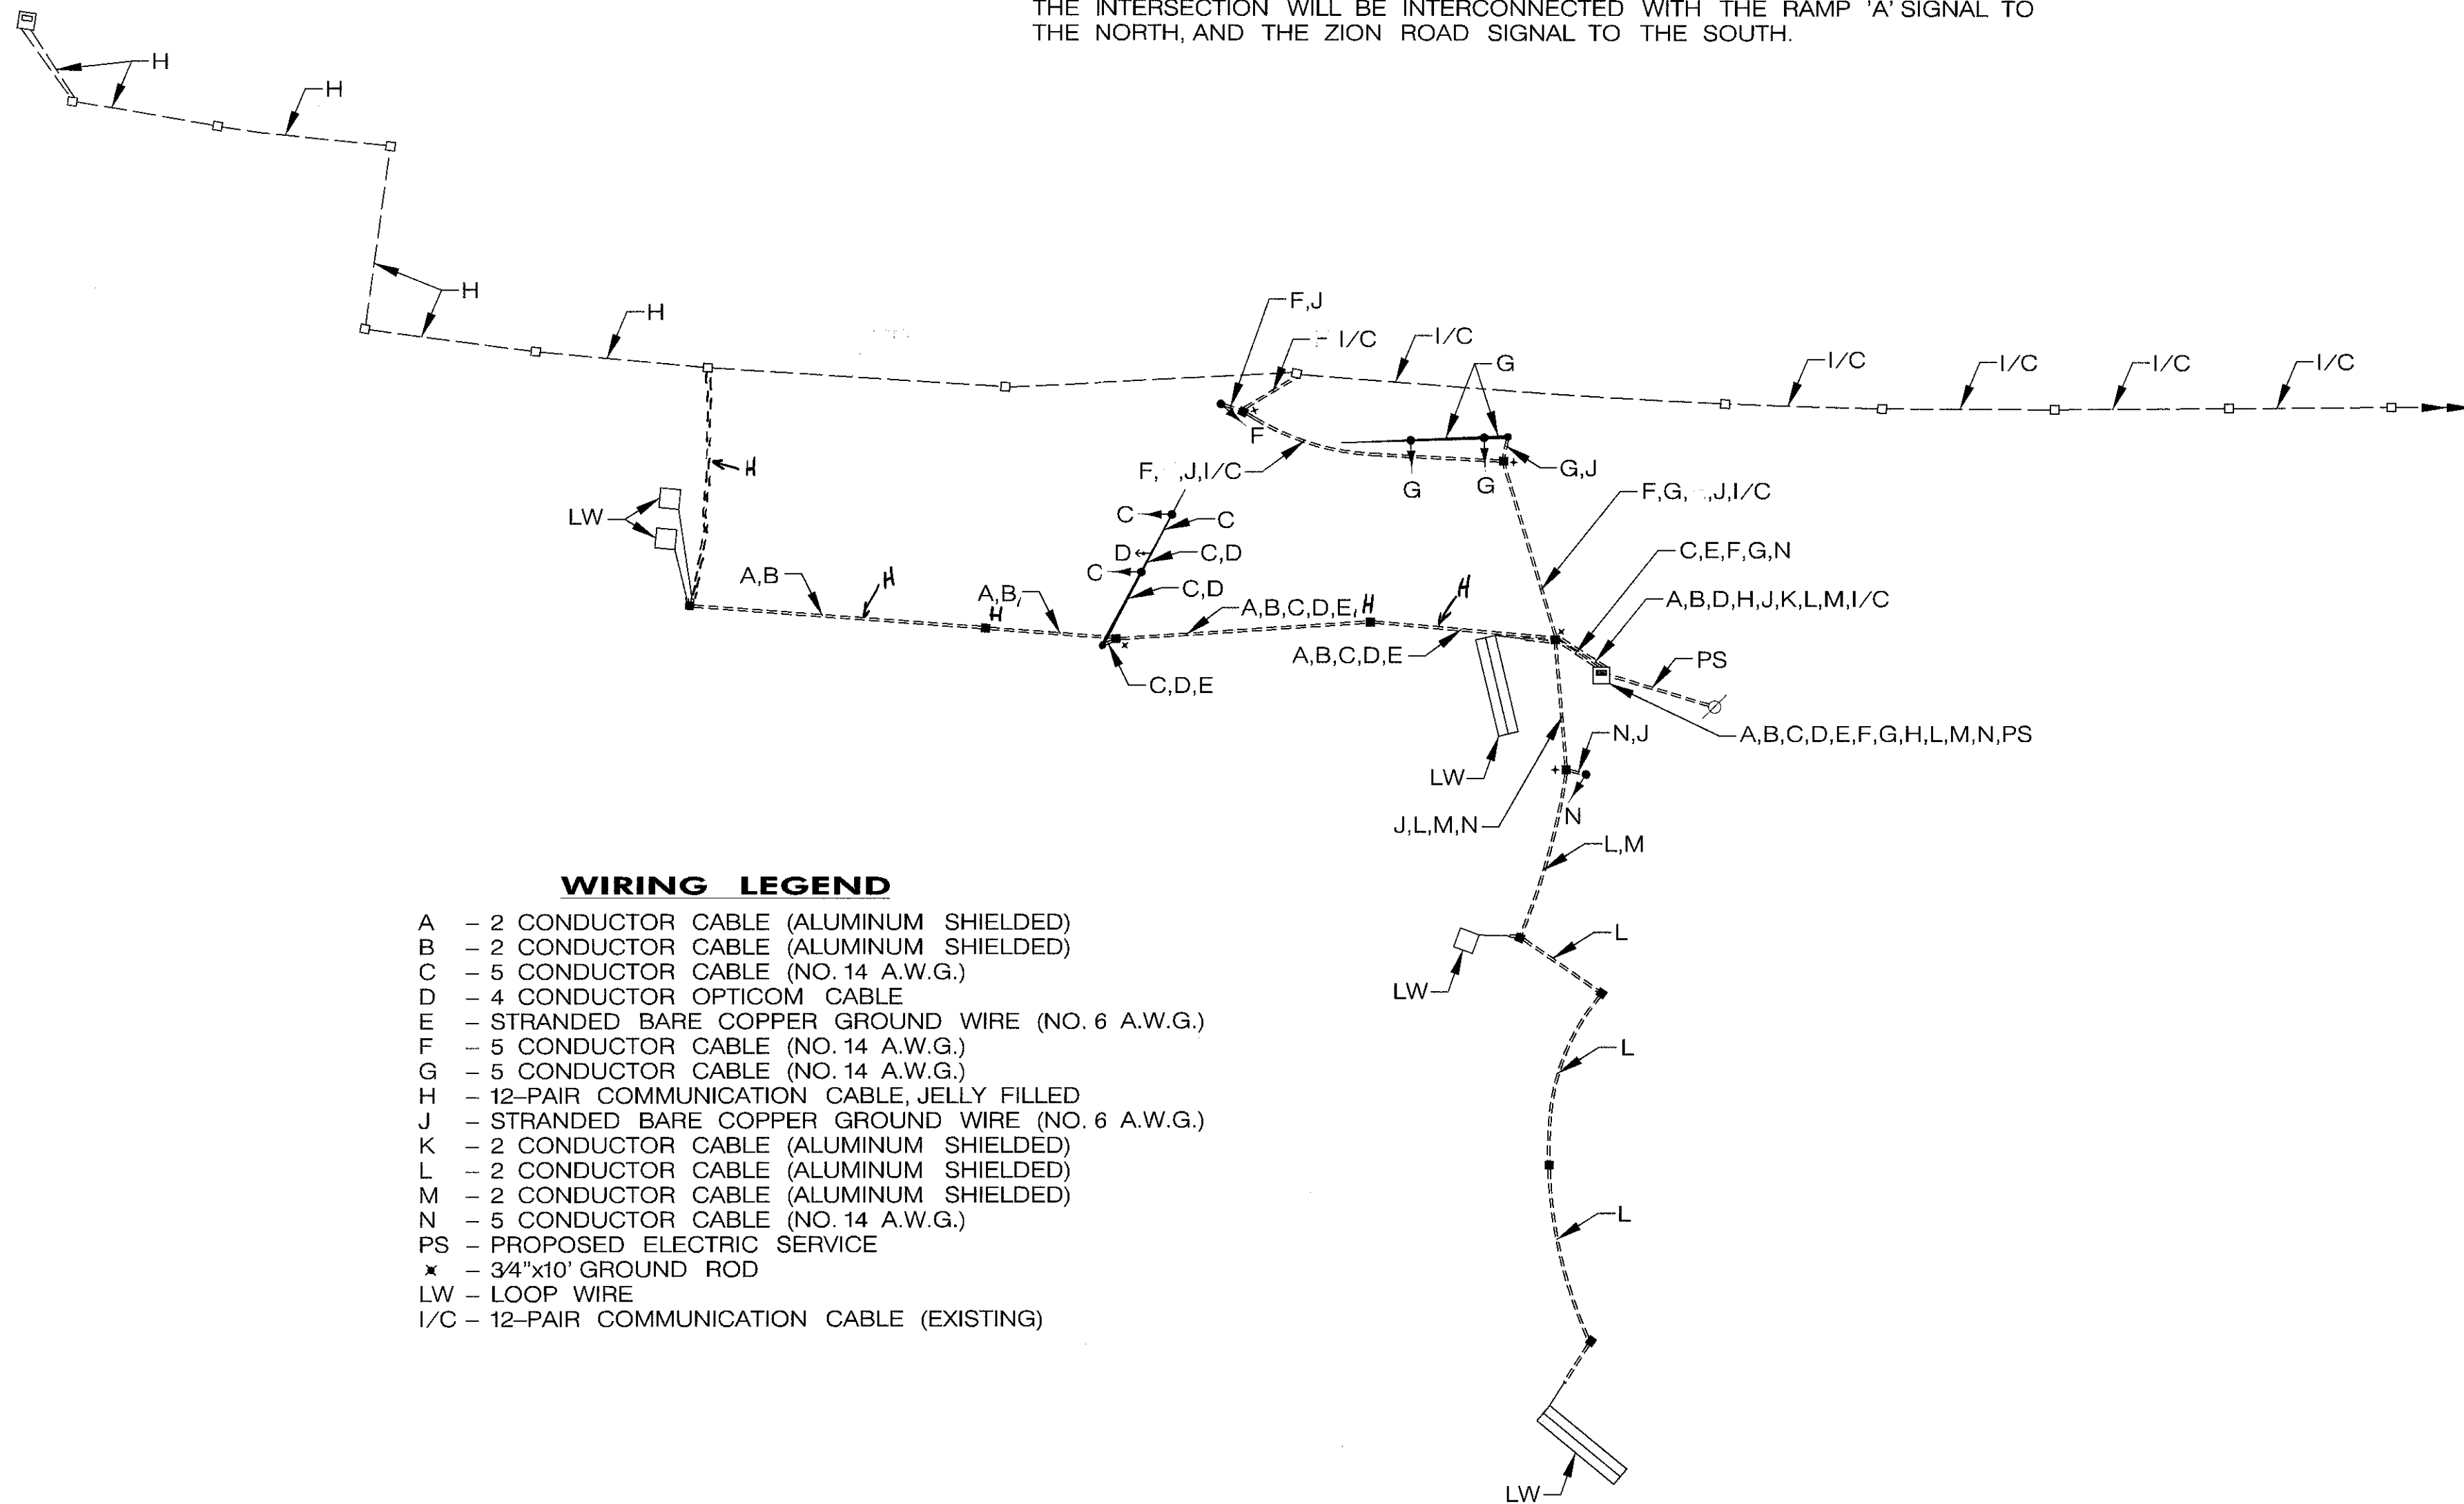 THE INTERSECTION WILL BE INTERCONNECTED WITH THE RAMP 'A' SIGNAL TO
THE NORTH, AND THE ZION ROAD SIGNAL TO THE SOUTH.
H
H
H
H
F,J
I/C
I/C
G
I/C
I/C
I/C
I/C
F
F, ,J,I/C
G
G
G,J
H
LW
F,G, ,J,I/C
C
C
D
C,D
C
C,D
C,E,F,G,N
A,B
H
A,B,
H
A,B,C,D,E,H
H
A,B,D,H,J,K,L,M,I/C
A,B,C,D,E
PS
C,D,E
A,B,C,D,E,F,G,H,L,M,N,PS
N,J
LW
N
J,L,M,N
L,M
L
LW
L
L
LW
WIRING LEGEND
A – 2 CONDUCTOR CABLE (ALUMINUM SHIELDED)
B – 2 CONDUCTOR CABLE (ALUMINUM SHIELDED)
C – 5 CONDUCTOR CABLE (NO. 14 A.W.G.)
D – 4 CONDUCTOR OPTICOM CABLE
E – STRANDED BARE COPPER GROUND WIRE (NO. 6 A.W.G.)
F – 5 CONDUCTOR CABLE (NO. 14 A.W.G.)
G – 5 CONDUCTOR CABLE (NO. 14 A.W.G.)
H – 12–PAIR COMMUNICATION CABLE, JELLY FILLED
J – STRANDED BARE COPPER GROUND WIRE (NO. 6 A.W.G.)
K – 2 CONDUCTOR CABLE (ALUMINUM SHIELDED)
L – 2 CONDUCTOR CABLE (ALUMINUM SHIELDED)
M – 2 CONDUCTOR CABLE (ALUMINUM SHIELDED)
N – 5 CONDUCTOR CABLE (NO. 14 A.W.G.)
PS – PROPOSED ELECTRIC SERVICE
– 3/4"x10' GROUND ROD
LW – LOOP WIRE
I/C – 12–PAIR COMMUNICATION CABLE (EXISTING)